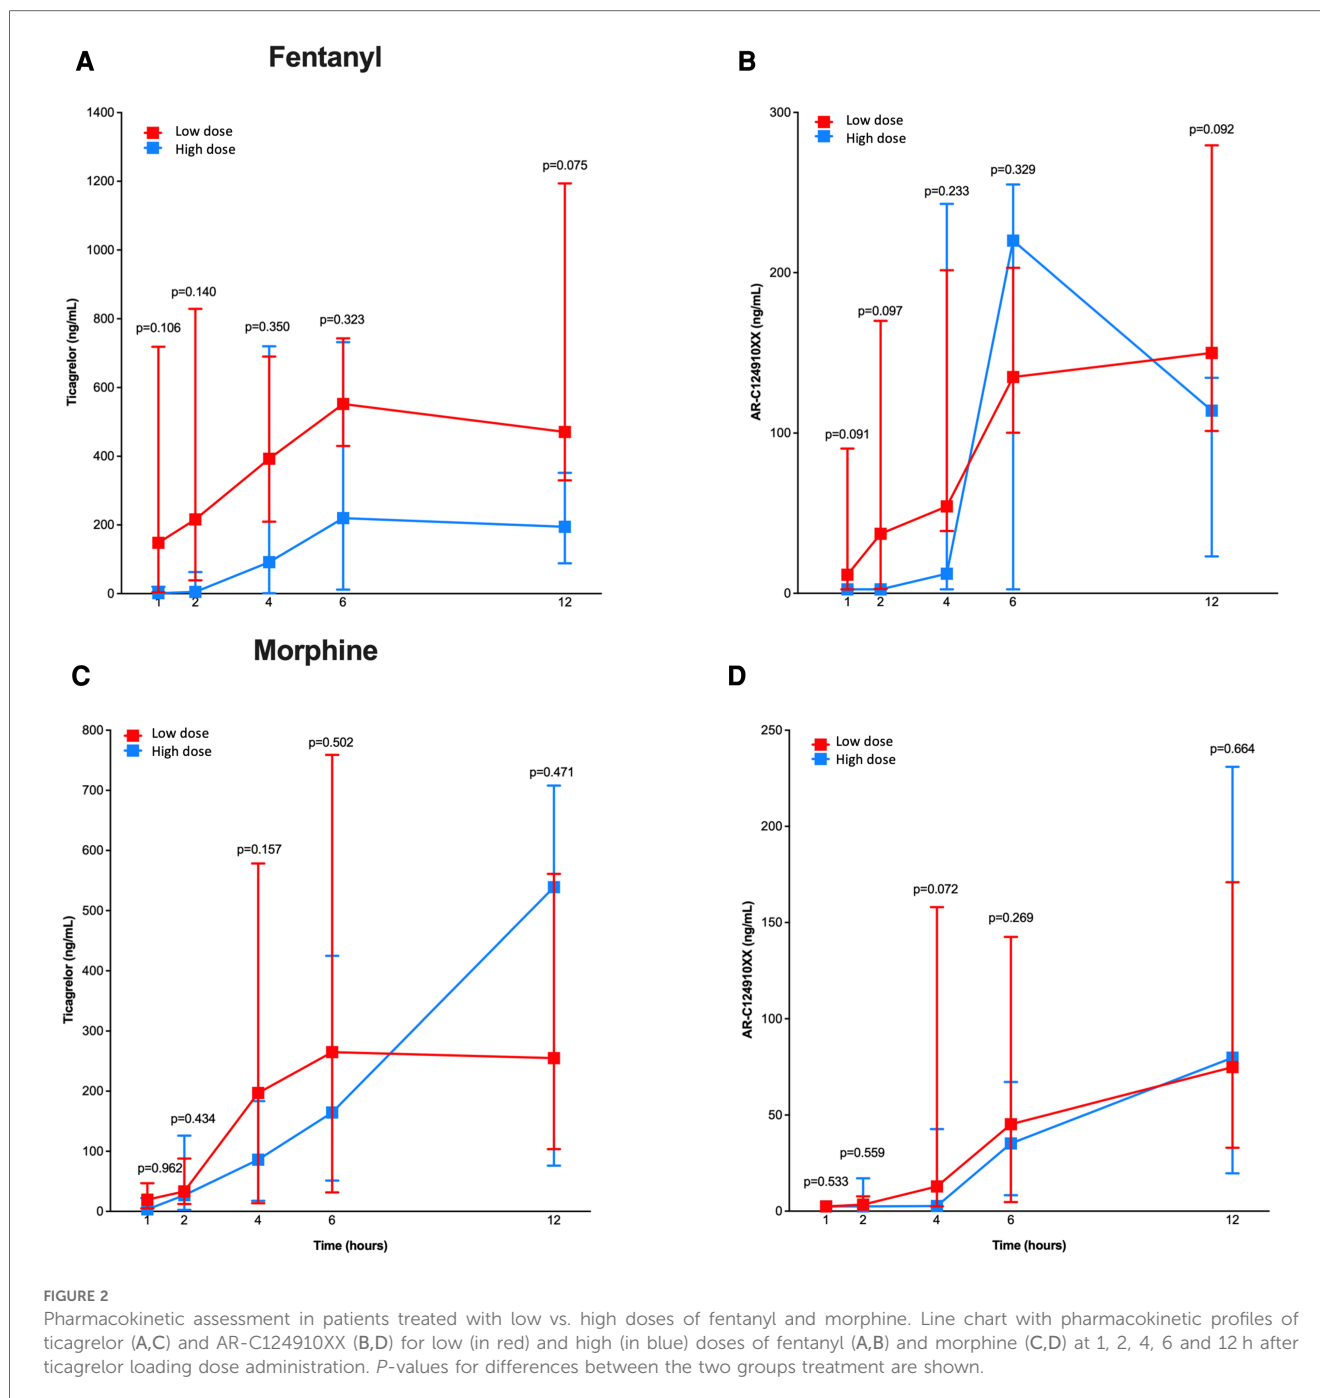 A
Fentanyl
B
1400
1200
1000
800
600
400
200
0
Ticagrelor (ng/mL)
Low dose
High dose
p=0.106
p=0.140
p=0.350
p=0.323
p=0.075
1
2
4
6
12
300
200
100
0
AR-C124910XX (ng/mL)
Low dose
High dose
p=0.091
p=0.097
p=0.233
p=0.329
p=0.092
1
2
4
6
12
Morphine
C
D
800
700
600
500
400
300
200
100
0
Ticagrelor (ng/mL)
Low dose
High dose
p=0.962
p=0.434
p=0.157
p=0.502
p=0.471
1
2
4
6
12
Time (hours)
250
200
150
100
50
0
AR-C124910XX (ng/mL)
Low dose
High dose
p=0.533
p=0.559
p=0.072
p=0.269
p=0.664
1
2
4
6
12
Time (hours)
FIGURE 2
Pharmacokinetic assessment in patients treated with low vs. high doses of fentanyl and morphine. Line chart with pharmacokinetic profiles of
ticagrelor (A,C) and AR-C124910XX (B,D) for low (in red) and high (in blue) doses of fentanyl (A,B) and morphine (C,D) at 1, 2, 4, 6 and 12 h after
ticagrelor loading dose administration. P-values for differences between the two groups treatment are shown.